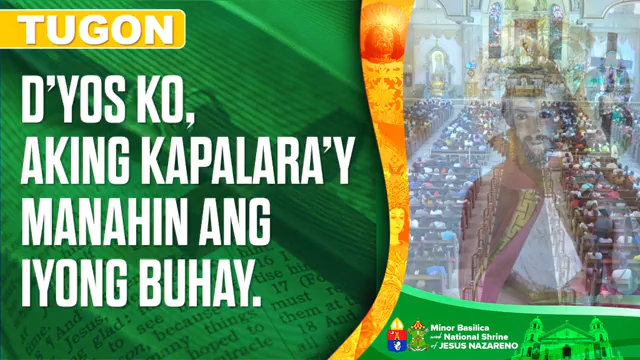 TUGON
D'YOS KO,
AKING KAPALARA'Y
MANAHIN ANG
IYONG BUHAY.
Minor Basilica
and National Shrine
of JESUS NAZARENO